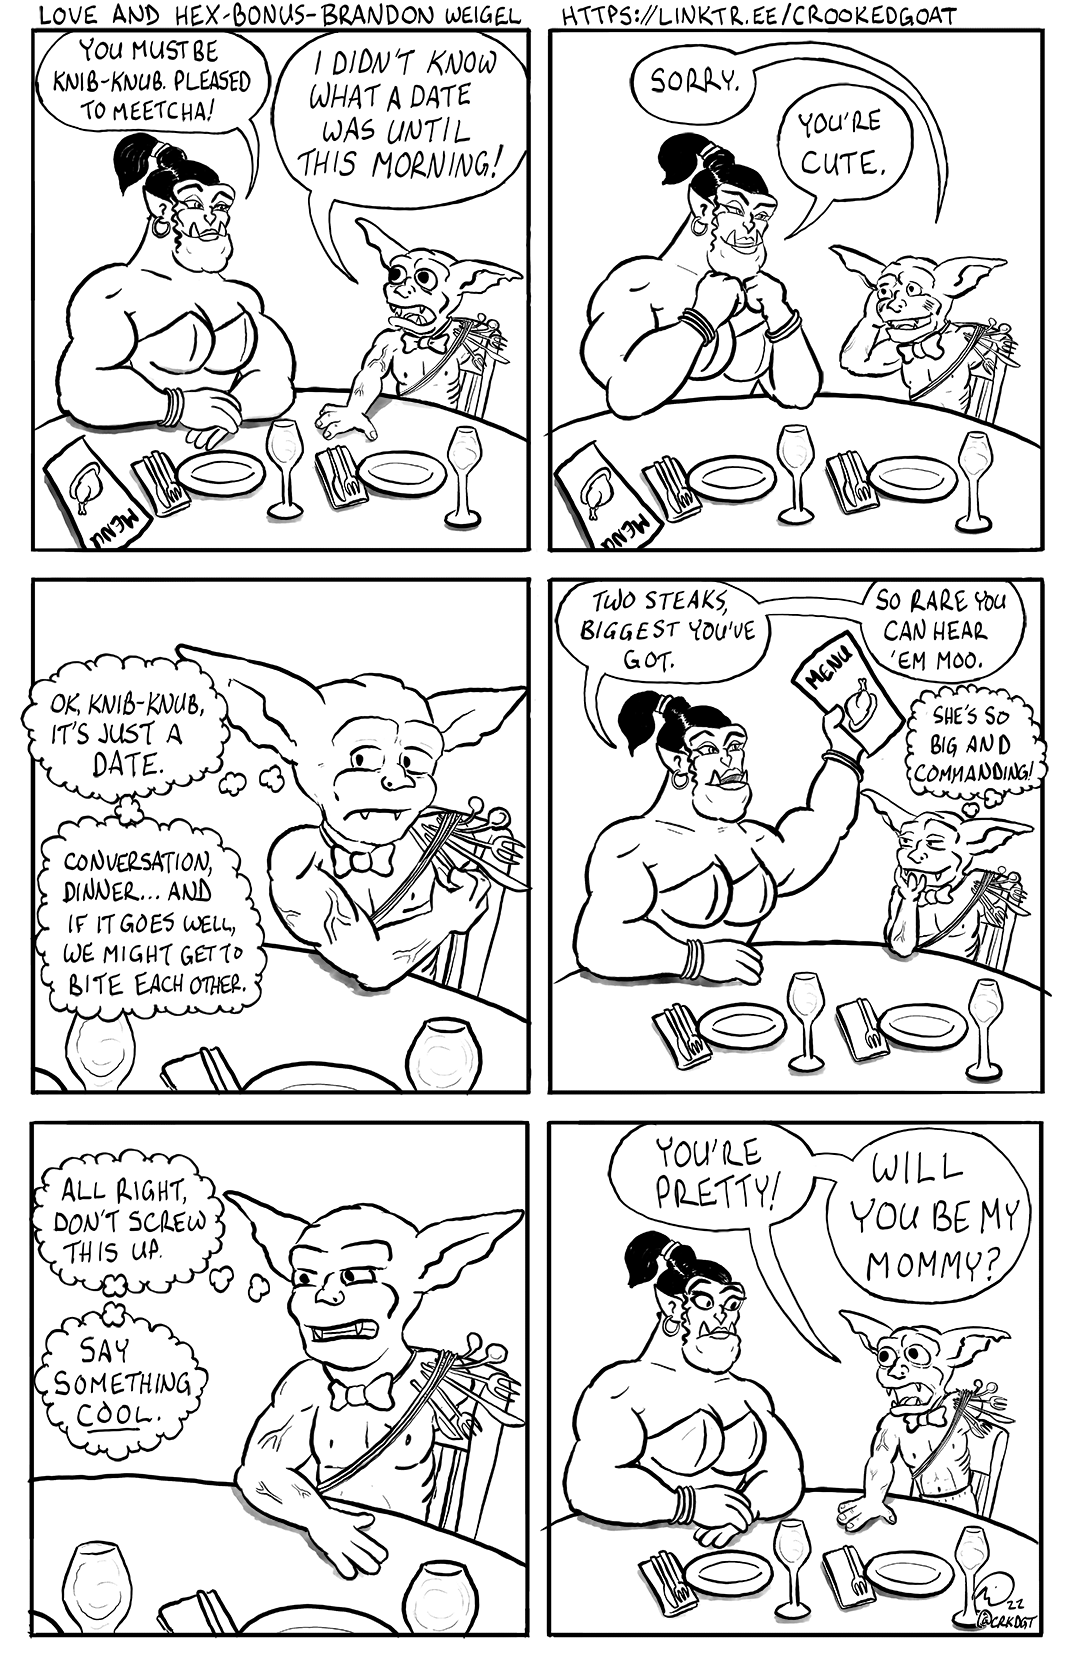 LOVE AND HEX-BONUS-BRANDON WEIGEL
HTTPS://LINKTR.EE/CROOKEDGOAT
YOU MUST BE
KNIB-KNUB. PLEASED
TO MEETCHA!
I DIDN'T KNOW
WHAT A DATE
WAS UNTIL
THIS MORNING!
MENU
SORRY.
YOU'RE
CUTE.
MENU
OK, KNIB-KNUB,
IT'S JUST A
DATE.
CONVERSATION,
DINNER... AND
IF IT GOES WELL,
WE MIGHT GET TO
BITE EACH OTHER.
TWO STEAKS,
BIGGEST YOU'VE
GOT.
SO RARE YOU
CAN HEAR
'EM MOO.
MENU
SHE'S SO
BIG AND
COMMANDING!
ALL RIGHT,
DON'T SCREW
THIS UP.
SAY
SOMETHING
COOL.
YOU'RE
PRETTY!
WILL
YOU BE MY
MOMMY?
22
@CRKDGT